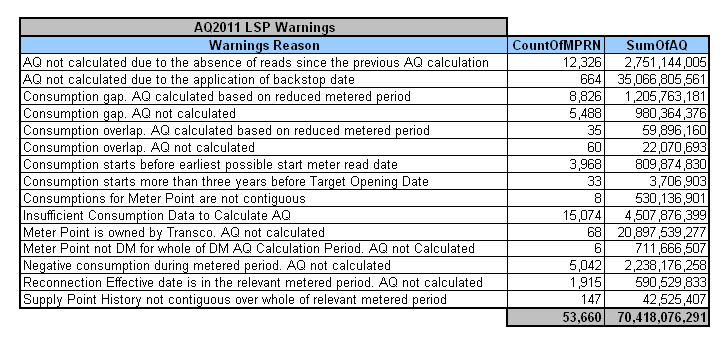 AQ2011 LSP Warnings
Warnings Reason CountOfMPRN SumOfAQ
AQ not calculated due to the absence of reads since the previous AQ calculation 12,326 2,751,144,005
AQ not calculated due to the application of backstop date 664 35,066,805,561
Consumption gap. AQ calculated based on reduced metered period 8,826 1,205,763,181
Consumption gap. AQ not calculated 5,488 980,364,376
Consumption overlap. AQ calculated based on reduced metered period 35 59,896,160
Consumption overlap. AQ not calculated 60 22,070,693
Consumption starts before earliest possible start meter read date 3,968 809,874,830
Consumption starts more than three years before Target Opening Date 33 3,706,903
Consumptions for Meter Point are not contiguous 8 530,136,901
Insufficient Consumption Data to Calculate AQ 15,074 4,507,876,399
Meter Point is owned by Transco. AQ not calculated 68 20,897,539,277
Meter Point not DM for whole of DM AQ Calculation Period. AQ not Calculated 6 711,666,507
Negative consumption during metered period. AQ not calculated 5,042 2,238,176,258
Reconnection Effective date is in the relevant metered period. AQ not calculated 1,915 590,529,833
Supply Point History not contiguous over whole of relevant metered period 147 42,525,407
53,660 70,418,076,291